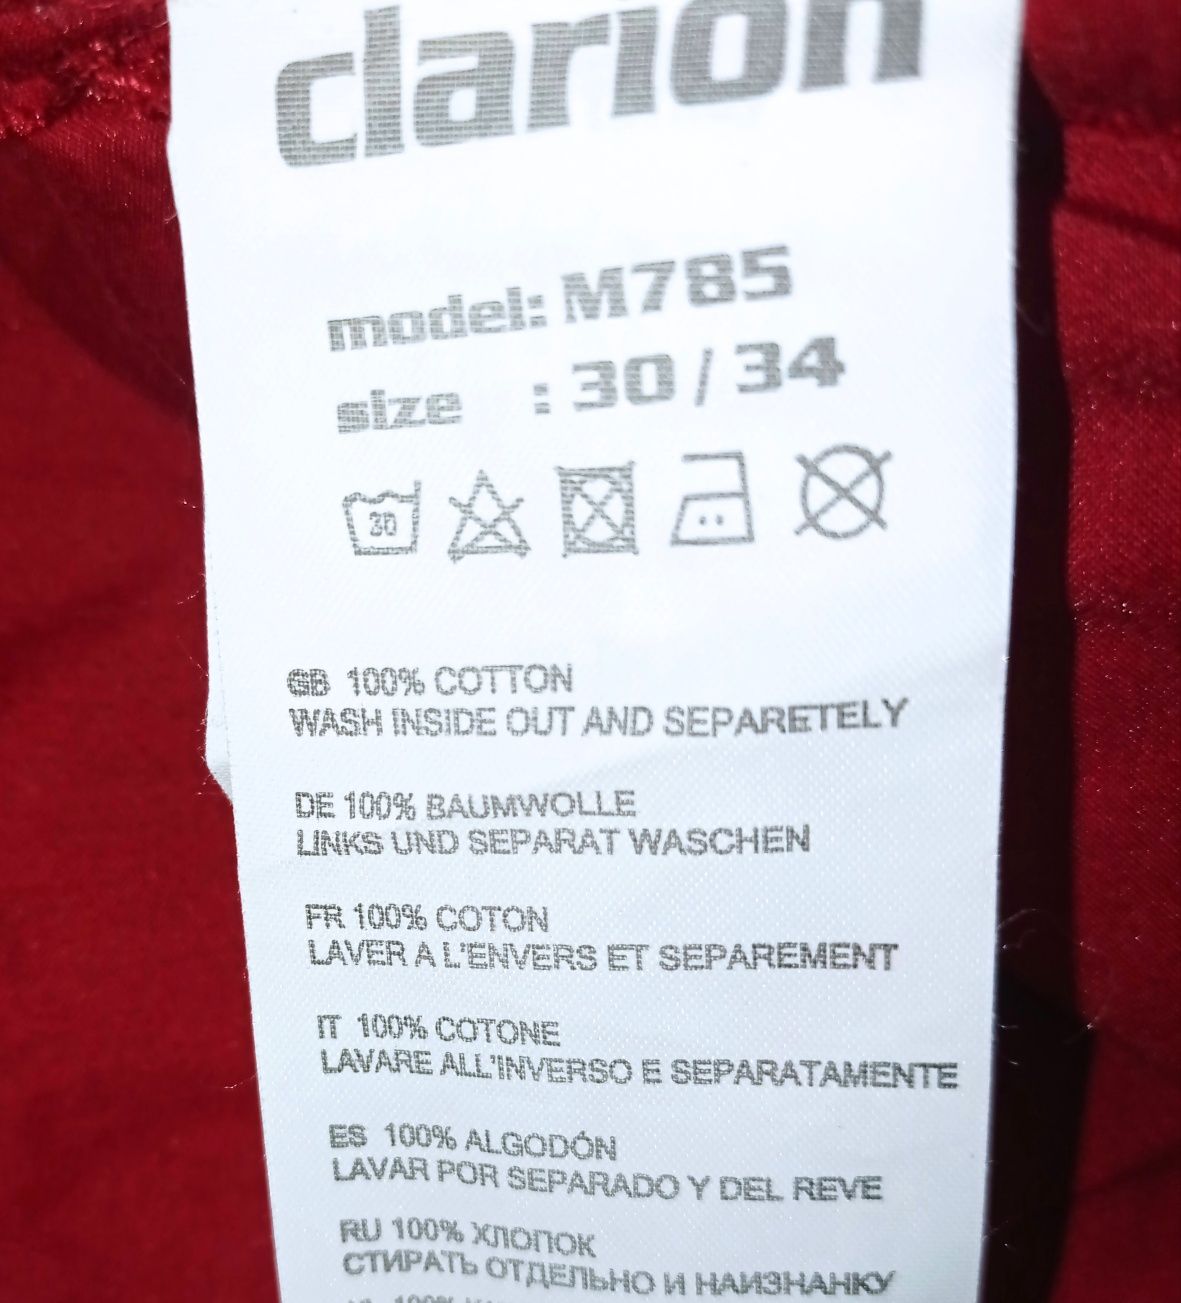 clarion
model: M785
size : 30 / 34
30
GB 100% COTTON
WASH INSIDE OUT AND SEPARETELY
DE 100% BAUMWOLLE
LINKS UND SEPARAT WASCHEN
FR 100% COTON
LAVER A L'ENVERS ET SEPAREMENT
IT 100% COTONE
LAVARE ALL'INVERSO E SEPARATAMENTE
ES 100% ALGODÓN
LAVAR POR SEPARADO Y DEL REVE
RU 100% ХЛОПОК
СТИРАТЬ ОТДЕЛЬНО И НАИЗНАНКУ
100%